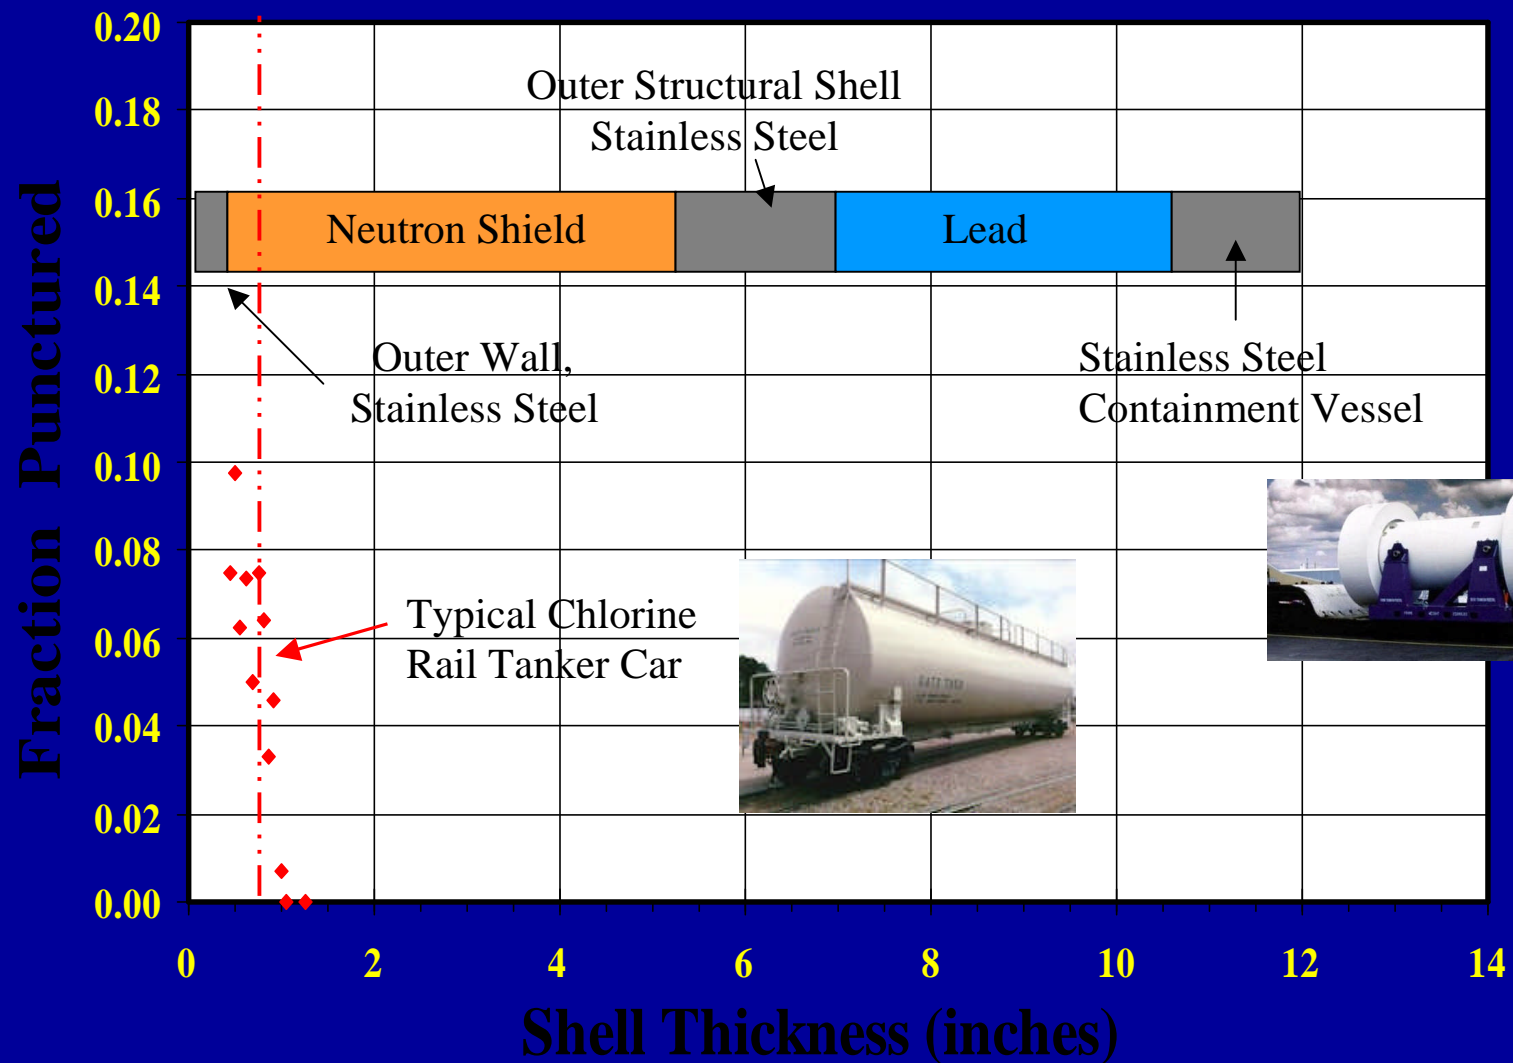 0.20
0.18
0.16
0.14
0.12
0.10
0.08
0.06
0.04
0.02
0.00
Fraction Punctured
Outer Structural Shell
Stainless Steel
Neutron Shield
Lead
Outer Wall,
Stainless Steel
Stainless Steel
Containment Vessel
Typical Chlorine
Rail Tanker Car
0
2
4
6
8
10
12
14
Shell Thickness (inches)